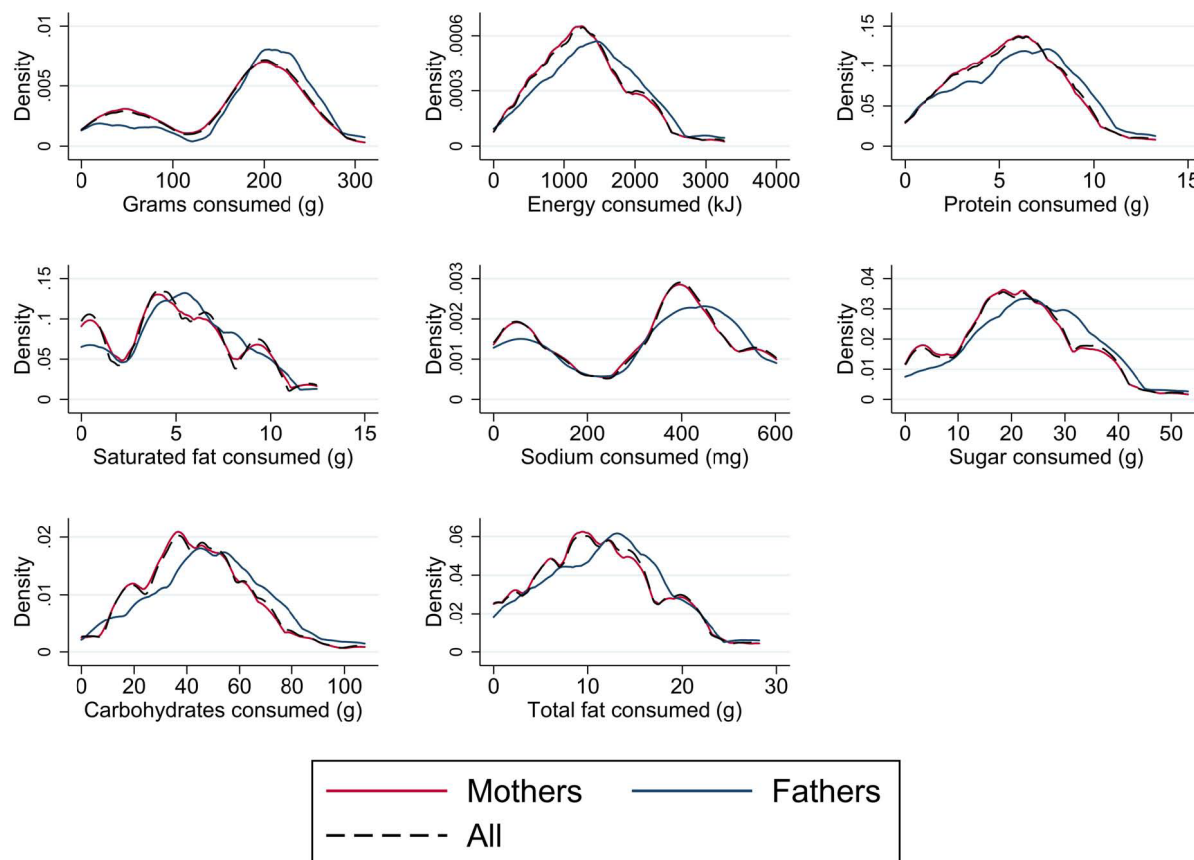 Density
.01
.005
0
0 100 200 300
Grams consumed (g)
Density
.0006
.0003
0
0 1000 2000 3000 4000
Energy consumed (kJ)
Density
.15
.1
.05
0
0 5 10 15
Protein consumed (g)
Density
.15
.1
.05
0
0 5 10 15
Saturated fat consumed (g)
Density
.003
.002
.001
0
0 200 400 600
Sodium consumed (mg)
Density
.04
.03
.02
.01
0
0 10 20 30 40 50
Sugar consumed (g)
Density
.02
.01
0
0 20 40 60 80 100
Carbohydrates consumed (g)
Density
.06
.04
.02
0
0 10 20 30
Total fat consumed (g)
Mothers Fathers
All